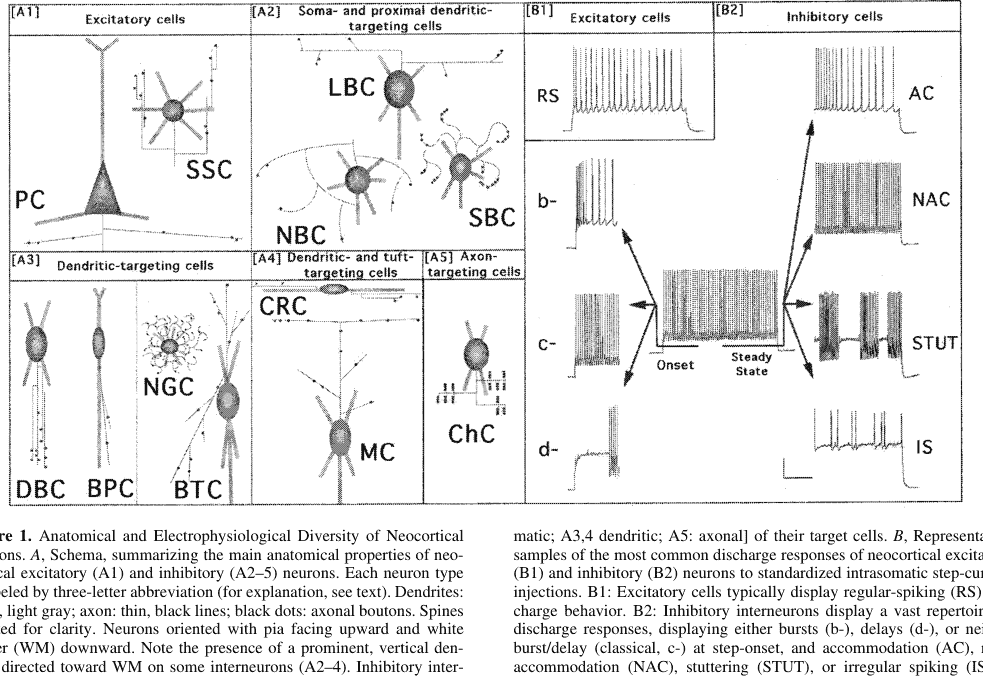 [A1] Excitatory cells
[A2] Soma- and proximal dendritic-
targeting cells
[B1] Excitatory cells
[B2] Inhibitory cells
PC
SSC
LBC
NBC
SBC
RS
AC
b-
NAC
c-
Onset
Steady
State
STUT
d-
IS
[A3] Dendritic-targeting cells
[A4] Dendritic- and tuft-
targeting cells
[A5] Axon-
targeting cells
DBC
BPC
NGC
BTC
CRC
MC
ChC
re 1. Anatomical and Electrophysiological Diversity of Neocortical
ons. A, Schema, summarizing the main anatomical properties of neo-
cal excitatory (A1) and inhibitory (A2–5) neurons. Each neuron type
beled by three-letter abbreviation (for explanation, see text). Dendrites:
, light gray; axon: thin, black lines; black dots: axonal boutons. Spines
ed for clarity. Neurons oriented with pia facing upward and white
er (WM) downward. Note the presence of a prominent, vertical den-
directed toward WM on some interneurons (A2–4). Inhibitory inter-
matic; A3,4 dendritic; A5: axonal] of their target cells. B, Representa
samples of the most common discharge responses of neocortical excita
(B1) and inhibitory (B2) neurons to standardized intrasomatic step-cur
injections. B1: Excitatory cells typically display regular-spiking (RS)
charge behavior. B2: Inhibitory interneurons display a vast repertoir
discharge responses, displaying either bursts (b-), delays (d-), or nei
burst/delay (classical, c-) at step-onset, and accommodation (AC), n
accommodation (NAC), stuttering (STUT), or irregular spiking (IS